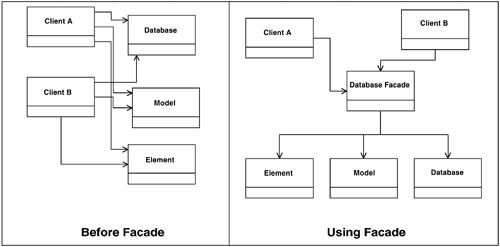 Client A
Database
Client B
Model
Element
Before Facade
Client B
Client A
Database Facade
Element
Model
Database
Using Facade